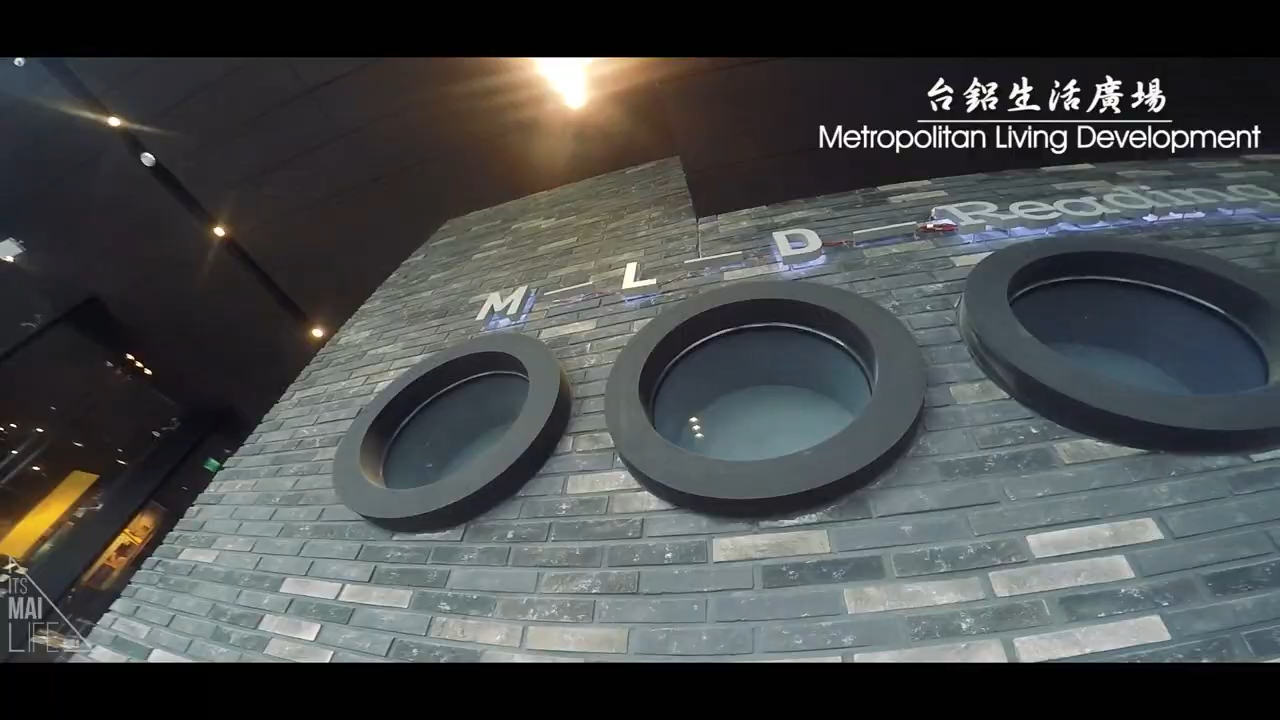 台鋁生活廣場
Metropolitan Living Development
M L D Reading
ITS
MAI
LIFE